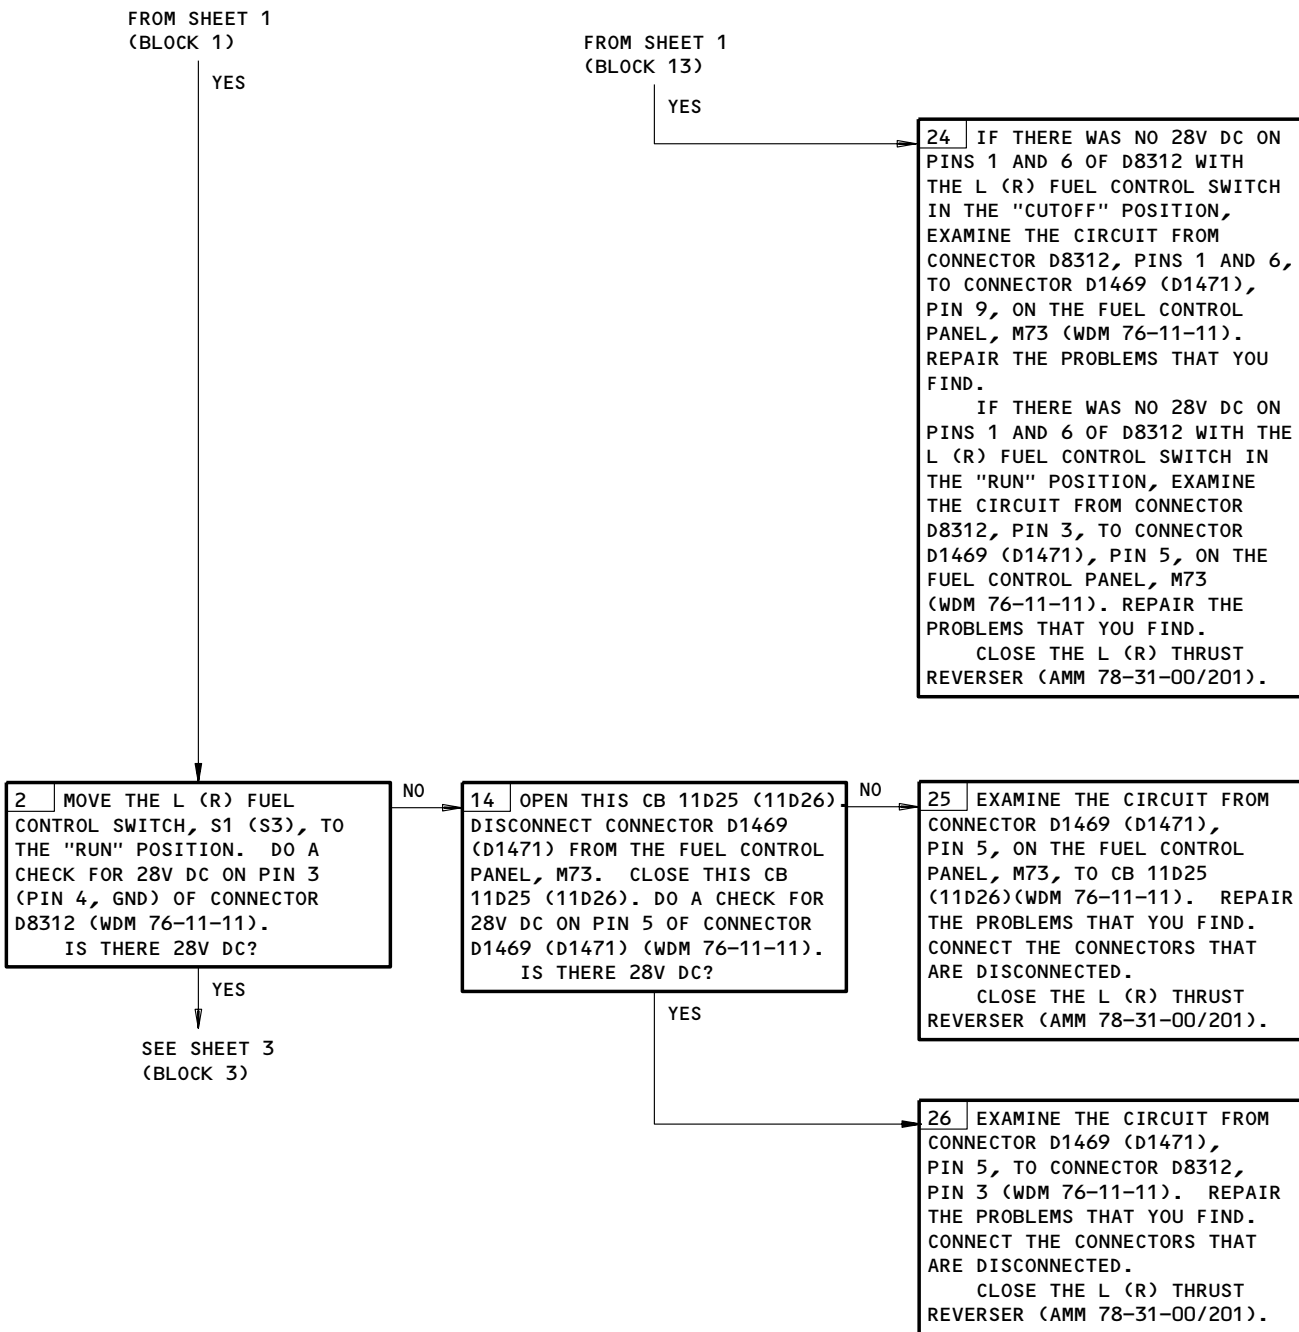 FROM SHEET 1
(BLOCK 1)
YES
FROM SHEET 1
(BLOCK 13)
YES
24 IF THERE WAS NO 28V DC ON
PINS 1 AND 6 OF D8312 WITH
THE L (R) FUEL CONTROL SWITCH
IN THE "CUTOFF" POSITION,
EXAMINE THE CIRCUIT FROM
CONNECTOR D8312, PINS 1 AND 6,
TO CONNECTOR D1469 (D1471),
PIN 9, ON THE FUEL CONTROL
PANEL, M73 (WDM 76-11-11).
REPAIR THE PROBLEMS THAT YOU
FIND.
IF THERE WAS NO 28V DC ON
PINS 1 AND 6 OF D8312 WITH THE
L (R) FUEL CONTROL SWITCH IN
THE "RUN" POSITION, EXAMINE
THE CIRCUIT FROM CONNECTOR
D8312, PIN 3, TO CONNECTOR
D1469 (D1471), PIN 5, ON THE
FUEL CONTROL PANEL, M73
(WDM 76-11-11). REPAIR THE
PROBLEMS THAT YOU FIND.
CLOSE THE L (R) THRUST
REVERSER (AMM 78-31-00/201).
2 MOVE THE L (R) FUEL
CONTROL SWITCH, S1 (S3), TO
THE "RUN" POSITION. DO A
CHECK FOR 28V DC ON PIN 3
(PIN 4, GND) OF CONNECTOR
D8312 (WDM 76-11-11).
IS THERE 28V DC?
NO
YES
SEE SHEET 3
(BLOCK 3)
14 OPEN THIS CB 11D25 (11D26).
DISCONNECT CONNECTOR D1469
(D1471) FROM THE FUEL CONTROL
PANEL, M73. CLOSE THIS CB
11D25 (11D26). DO A CHECK FOR
28V DC ON PIN 5 OF CONNECTOR
D1469 (D1471) (WDM 76-11-11).
IS THERE 28V DC?
NO
YES
25 EXAMINE THE CIRCUIT FROM
CONNECTOR D1469 (D1471),
PIN 5, ON THE FUEL CONTROL
PANEL, M73, TO CB 11D25
(11D26)(WDM 76-11-11). REPAIR
THE PROBLEMS THAT YOU FIND.
CONNECT THE CONNECTORS THAT
ARE DISCONNECTED.
CLOSE THE L (R) THRUST
REVERSER (AMM 78-31-00/201).
26 EXAMINE THE CIRCUIT FROM
CONNECTOR D1469 (D1471),
PIN 5, TO CONNECTOR D8312,
PIN 3 (WDM 76-11-11). REPAIR
THE PROBLEMS THAT YOU FIND.
CONNECT THE CONNECTORS THAT
ARE DISCONNECTED.
CLOSE THE L (R) THRUST
REVERSER (AMM 78-31-00/201).